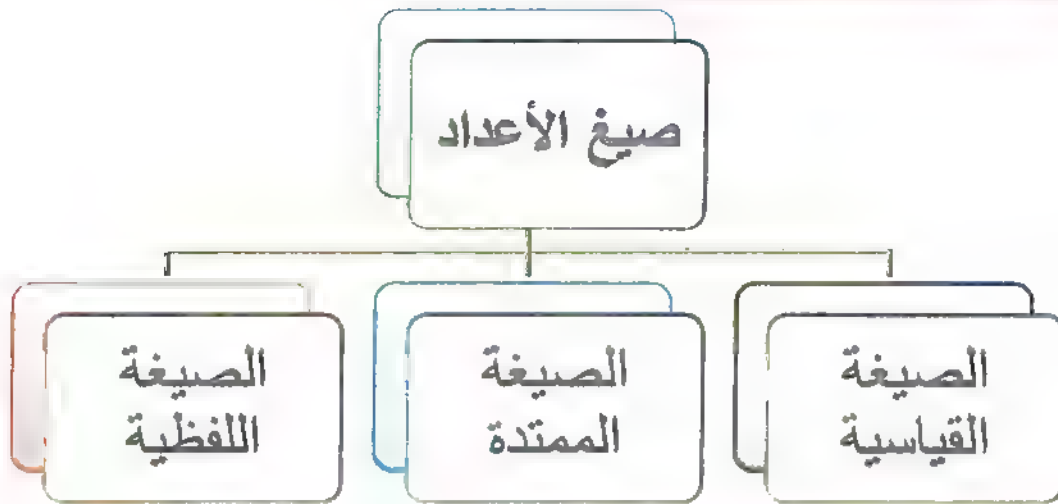 صيغ الأعداد
الصيغة
القياسية
الصيغة
الممتدة
الصيغة
اللفظية